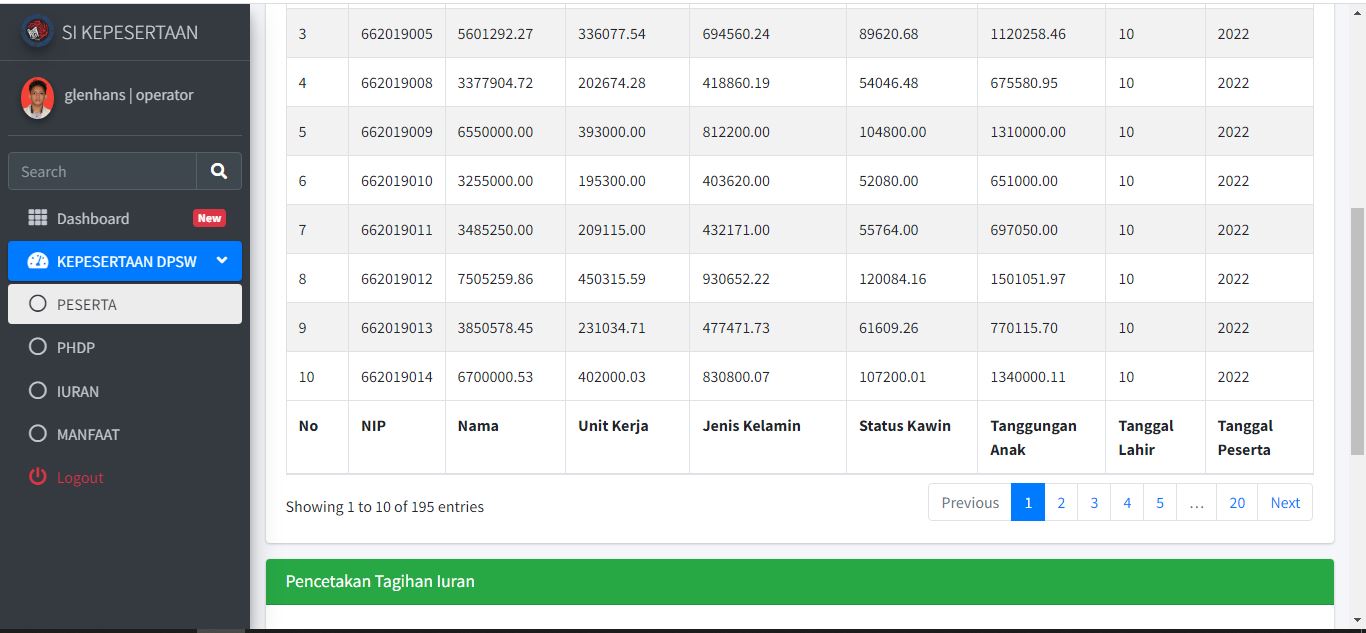 SI KEPESERTAAN
glenhans | operator
Search
Dashboard New
KEPESERTAAN DPSW
PESERTA
PHDP
IURAN
MANFAAT
Logout
3 662019005 5601292.27 336077.54 694560.24 89620.68 1120258.46 10 2022
4 662019008 3377904.72 202674.28 418860.19 54046.48 675580.95 10 2022
5 662019009 6550000.00 393000.00 812200.00 104800.00 1310000.00 10 2022
6 662019010 3255000.00 195300.00 403620.00 52080.00 651000.00 10 2022
7 662019011 3485250.00 209115.00 432171.00 55764.00 697050.00 10 2022
8 662019012 7505259.86 450315.59 930652.22 120084.16 1501051.97 10 2022
9 662019013 3850578.45 231034.71 477471.73 61609.26 770115.70 10 2022
10 662019014 6700000.53 402000.03 830800.07 107200.01 1340000.11 10 2022
No NIP Nama Unit Kerja Jenis Kelamin Status Kawin Tanggungan Tanggal Tanggal
Anak Lahir Peserta
Showing 1 to 10 of 195 entries
Previous 1 2 3 4 5 … 20 Next
Pencetakan Tagihan Iuran